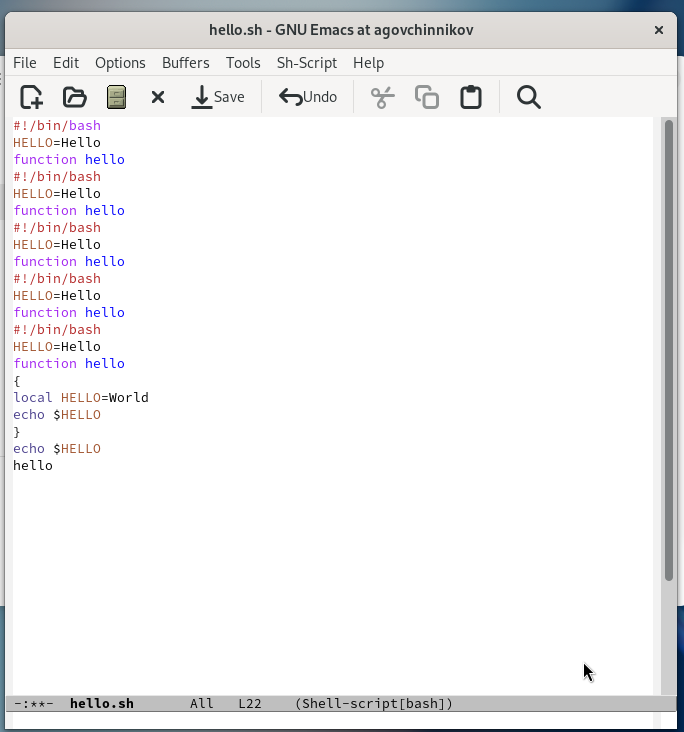 hello.sh - GNU Emacs at agovchinnikov
File Edit Options Buffers Tools Sh-Script Help
Save Undo
#!/bin/bash
HELLO=Hello
function hello
#!/bin/bash
HELLO=Hello
function hello
#!/bin/bash
HELLO=Hello
function hello
#!/bin/bash
HELLO=Hello
function hello
#!/bin/bash
HELLO=Hello
function hello
{
local HELLO=World
echo $HELLO
}
echo $HELLO
hello
-:**- hello.sh All L22 (Shell-script[bash])